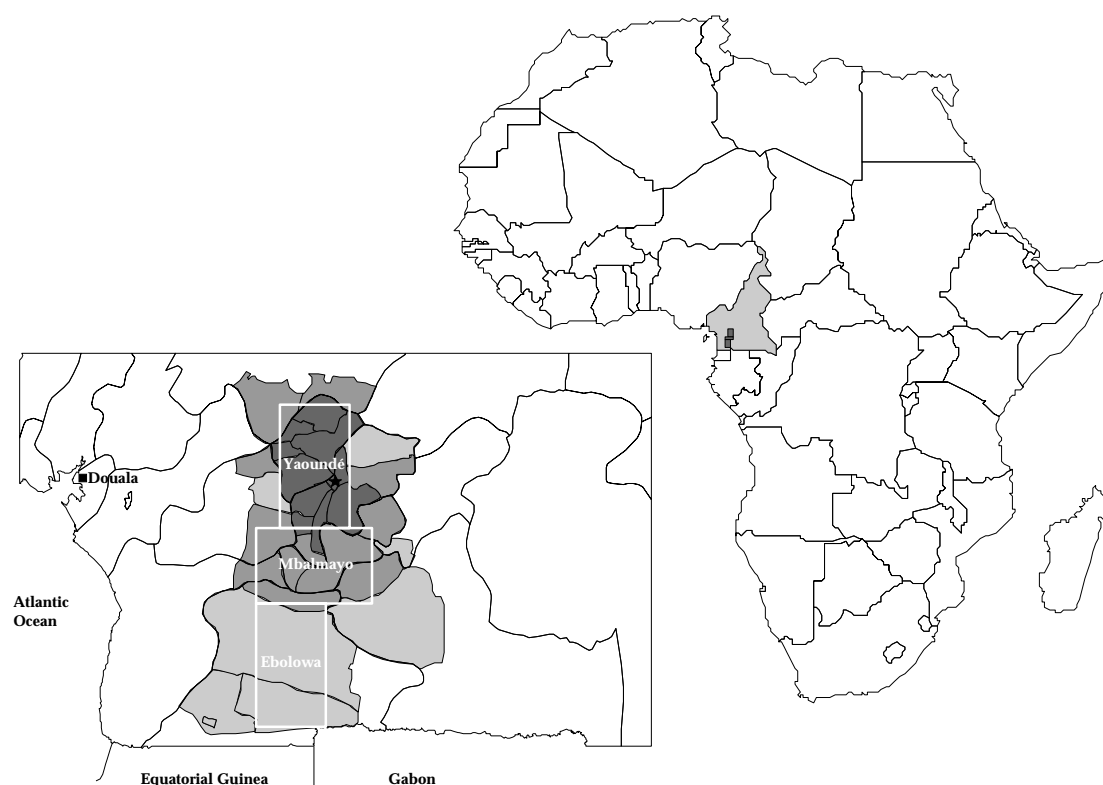 Yaoundé
Douala
Mbalmayo
Atlantic
Ocean
Ebolowa
Equatorial Guinea
Gabon